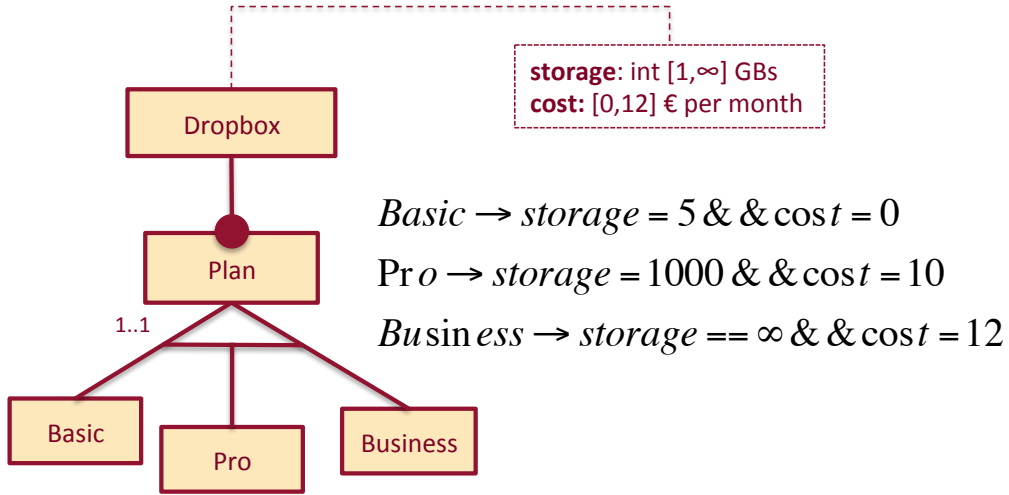 storage: int [1,∞] GBs
cost: [0,12] € per month
Dropbox
Basic → storage = 5 & & cost = 0
Plan
Pro → storage = 1000 & & cost = 10
1..1
Business → storage == ∞ & & cost = 12
Basic
Pro
Business